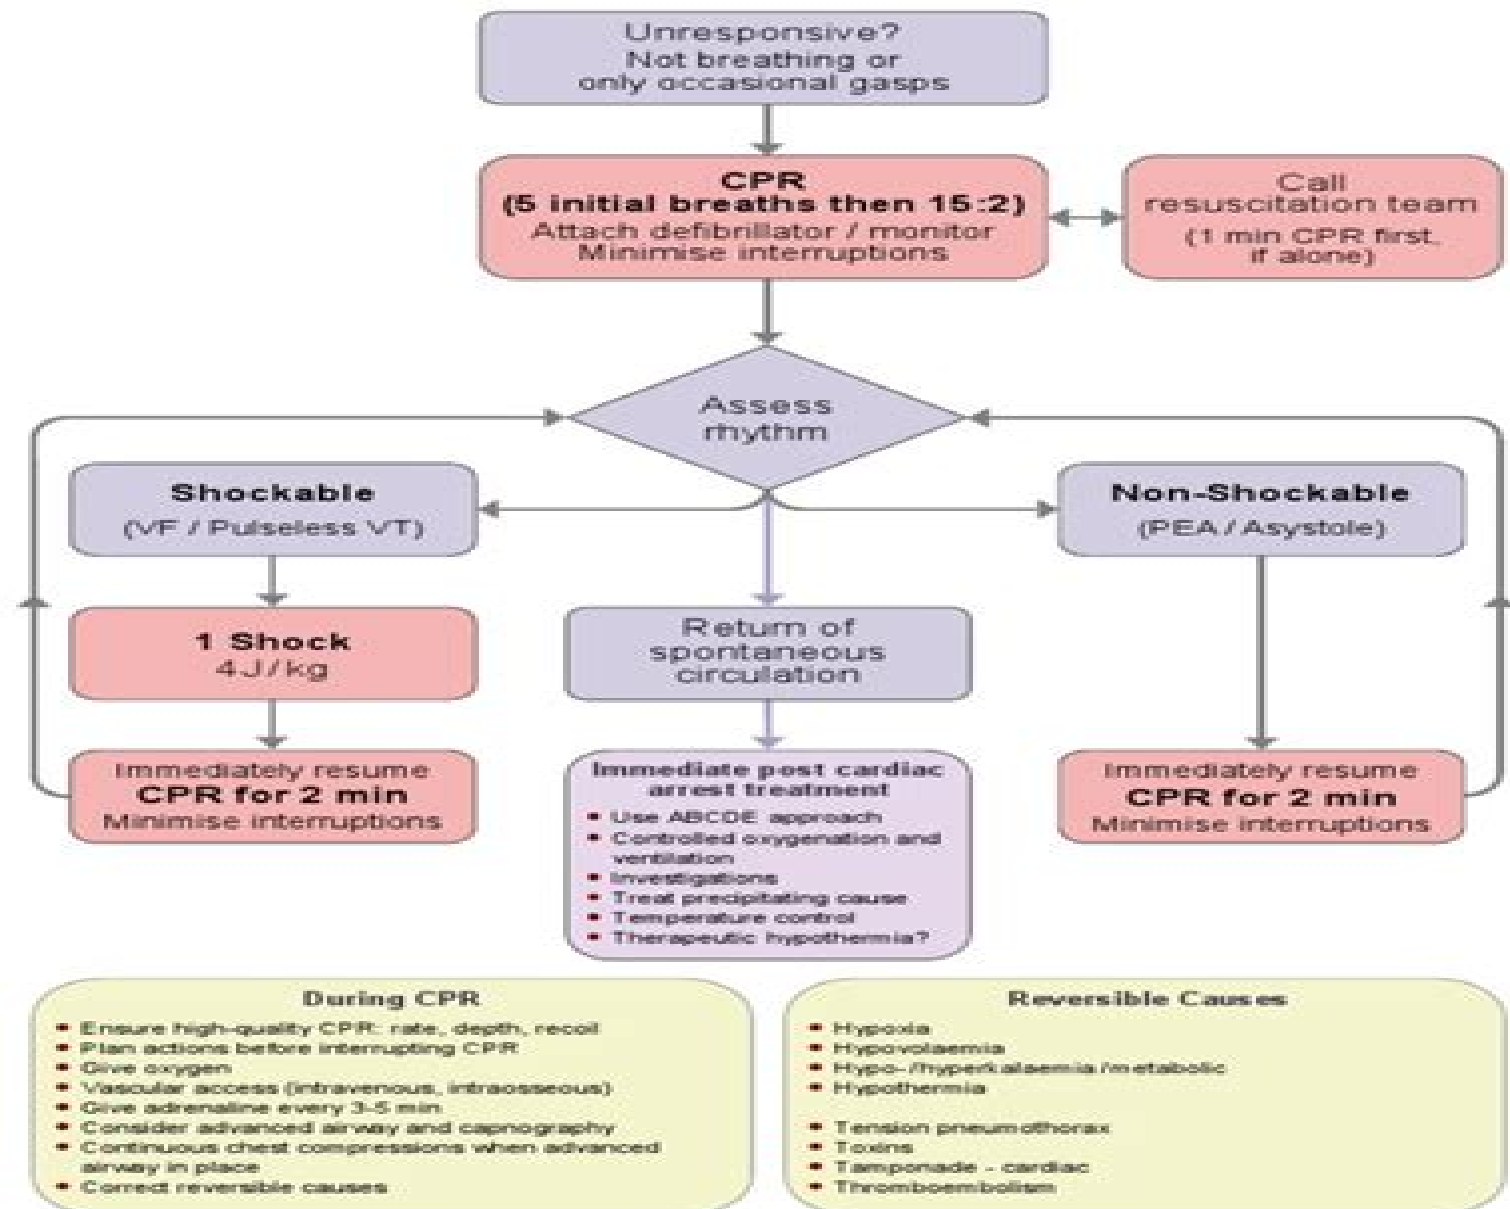 Unresponsive?
Not breathing or
only occasional gasps
CPR
(5 initial breaths then 15:2)
Attach defibrillator / monitor
Minimise interruptions
Call
resuscitation team
(1 min CPR first,
if alone)
Assess
rhythm
Shockable
(VF / Pulseless VT)
Non-Shockable
(PEA / Asystole)
1 Shock
4J/kg
Return of
spontaneous
circulation
Immediately resume
CPR for 2 min
Minimise interruptions
Immediate post cardiac
arrest treatment
• Use ABCDE approach
• Controlled oxygenation and
ventilation
• Investigations
• Treat precipitating cause
• Temperature control
• Therapeutic hypothermia?
Immediately resume
CPR for 2 min
Minimise interruptions
During CPR
• Ensure high-quality CPR: rate, depth, recoil
• Plan actions before interrupting CPR
• Give oxygen
• Vascular access (intravenous, intraosseous)
• Give adrenaline every 3-5 min
• Consider advanced airway and capnography
• Continuous chest compressions when advanced
airway in place
• Correct reversible causes
Reversible Causes
• Hypoxia
• Hypovolaemia
• Hypo-/hyperkalaemia/metabolic
• Hypothermia
• Tension pneumothorax
• Toxins
• Tamponade - cardiac
• Thromboembolism